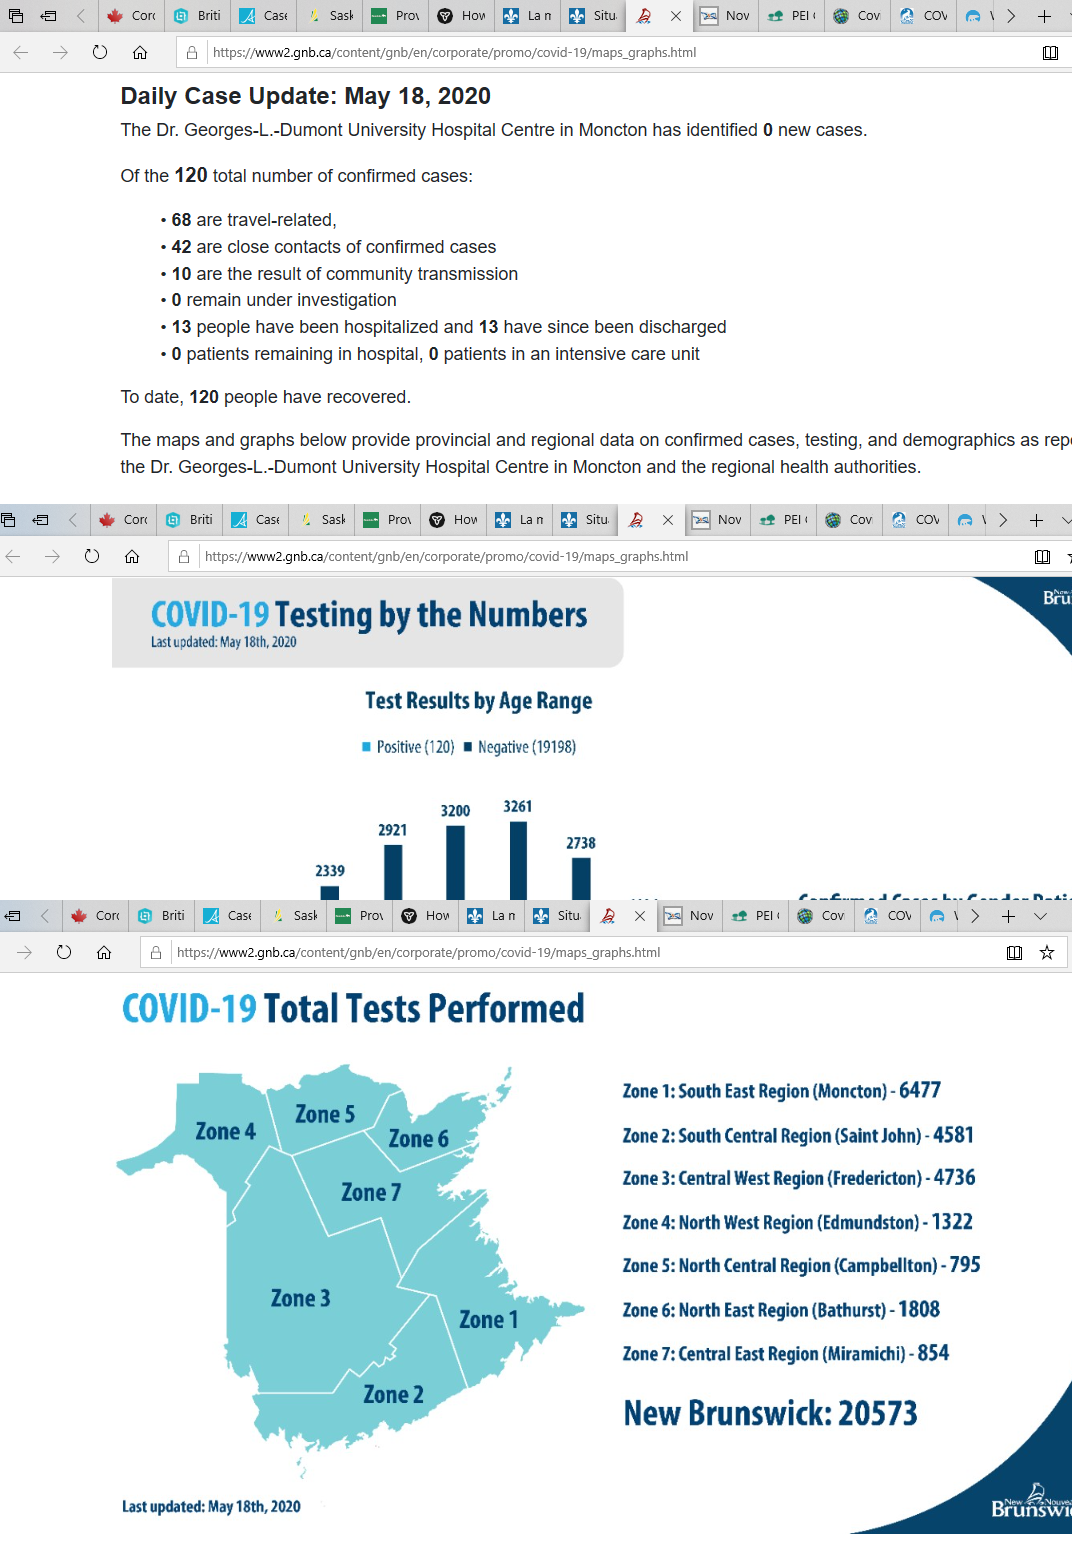 Corc Briti Case Sask Prov How La n Situ Nov PEI Cov COV
https://www2.gnb.ca/content/gnb/en/corporate/promo/covid-19/maps_graphs.html
Daily Case Update: May 18, 2020
The Dr. Georges-L.-Dumont University Hospital Centre in Moncton has identified 0 new cases.
Of the 120 total number of confirmed cases:
• 68 are travel-related,
• 42 are close contacts of confirmed cases
• 10 are the result of community transmission
• 0 remain under investigation
• 13 people have been hospitalized and 13 have since been discharged
• 0 patients remaining in hospital, 0 patients in an intensive care unit
To date, 120 people have recovered.
The maps and graphs below provide provincial and regional data on confirmed cases, testing, and demographics as rep
the Dr. Georges-L.-Dumont University Hospital Centre in Moncton and the regional health authorities.
Corc Briti Case Sask Prov How La n Situ Nov PEI Cov COV
https://www2.gnb.ca/content/gnb/en/corporate/promo/covid-19/maps_graphs.html
COVID-19 Testing by the Numbers
Last updated: May 18th, 2020
Bru
Test Results by Age Range
Positive (120) Negative (19198)
3261
3200
2921
2738
2339
Confirmed Cases by Gender Ratio
Corc Briti Case Sask Prov How La n Situ Nov PEI Cov COV
https://www2.gnb.ca/content/gnb/en/corporate/promo/covid-19/maps_graphs.html
COVID-19 Total Tests Performed
Zone 4
Zone 5
Zone 6
Zone 7
Zone 3
Zone 1
Zone 2
Zone 1: South East Region (Moncton) - 6477
Zone 2: South Central Region (Saint John) - 4581
Zone 3: Central West Region (Fredericton) - 4736
Zone 4: North West Region (Edmundston) - 1322
Zone 5: North Central Region (Campbellton) - 795
Zone 6: North East Region (Bathurst) - 1808
Zone 7: Central East Region (Miramichi) - 854
New Brunswick: 20573
Last updated: May 18th, 2020
New Nouvea
Brunswi